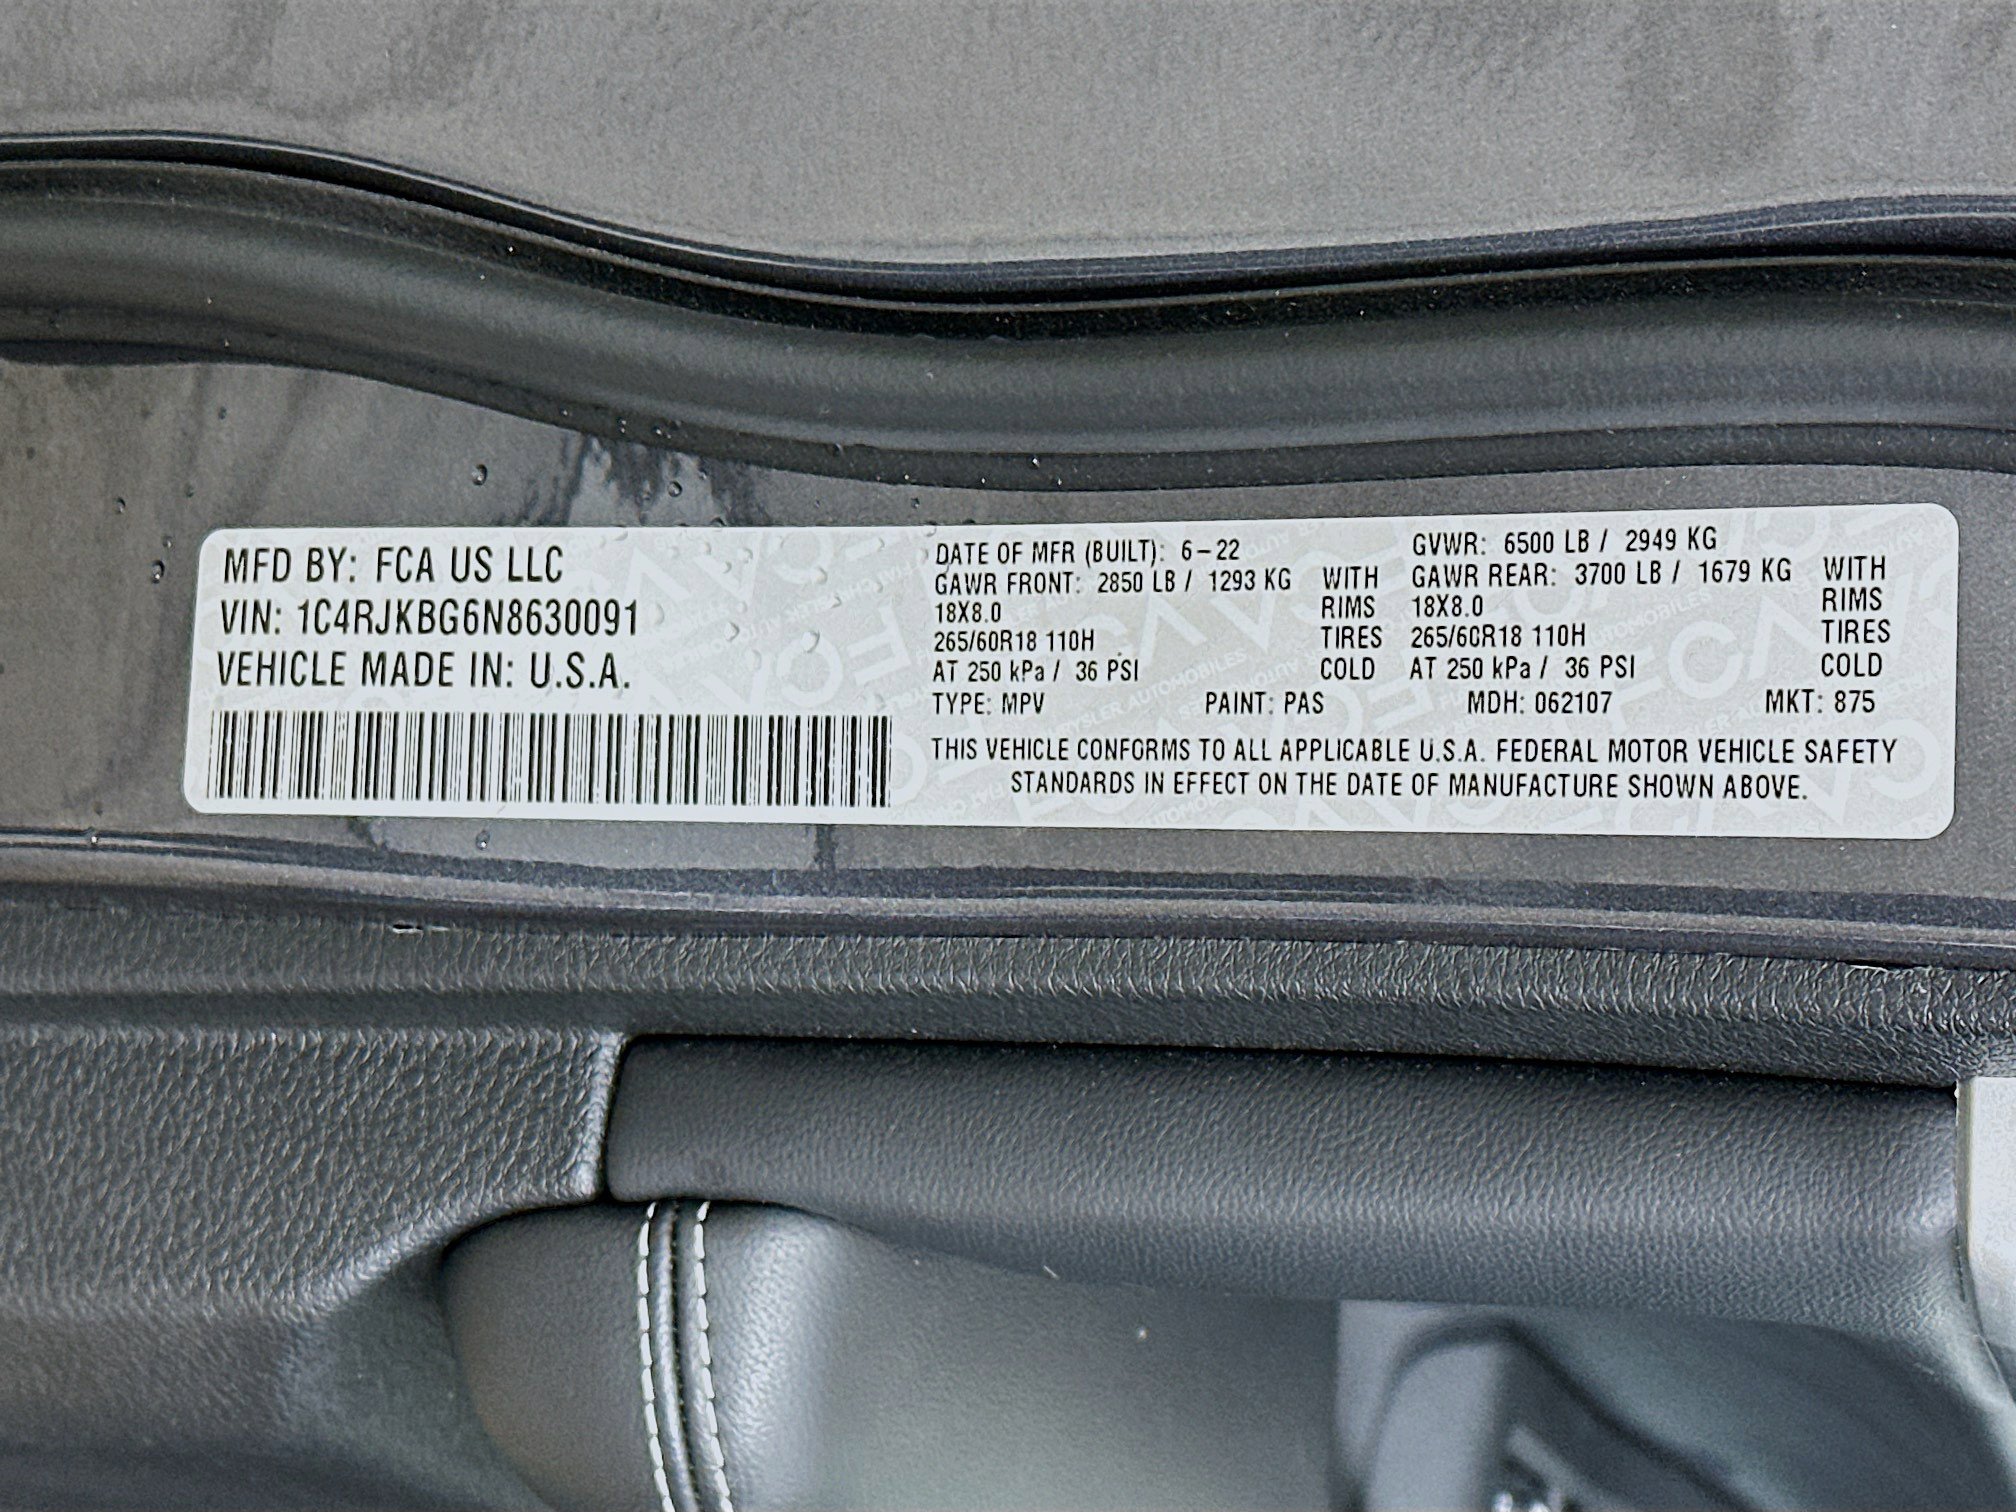 MFD BY: FCA US LLC
VIN: 1C4RJKBG6N8630091
VEHICLE MADE IN: U.S.A.
DATE OF MFR (BUILT): 6-22 GVWR: 6500 LB / 2949 KG
GAWR FRONT: 2850 LB / 1293 KG WITH GAWR REAR: 3700 LB / 1679 KG WITH
18X8.0 RIMS 18X8.0 RIMS
265/60R18 110H TIRES 265/60R18 110H TIRES
AT 250 kPa / 36 PSI COLD AT 250 kPa / 36 PSI COLD
TYPE: MPV PAINT: PAS MDH: 062107 MKT: 875
THIS VEHICLE CONFORMS TO ALL APPLICABLE U.S.A. FEDERAL MOTOR VEHICLE SAFETY
STANDARDS IN EFFECT ON THE DATE OF MANUFACTURE SHOWN ABOVE.